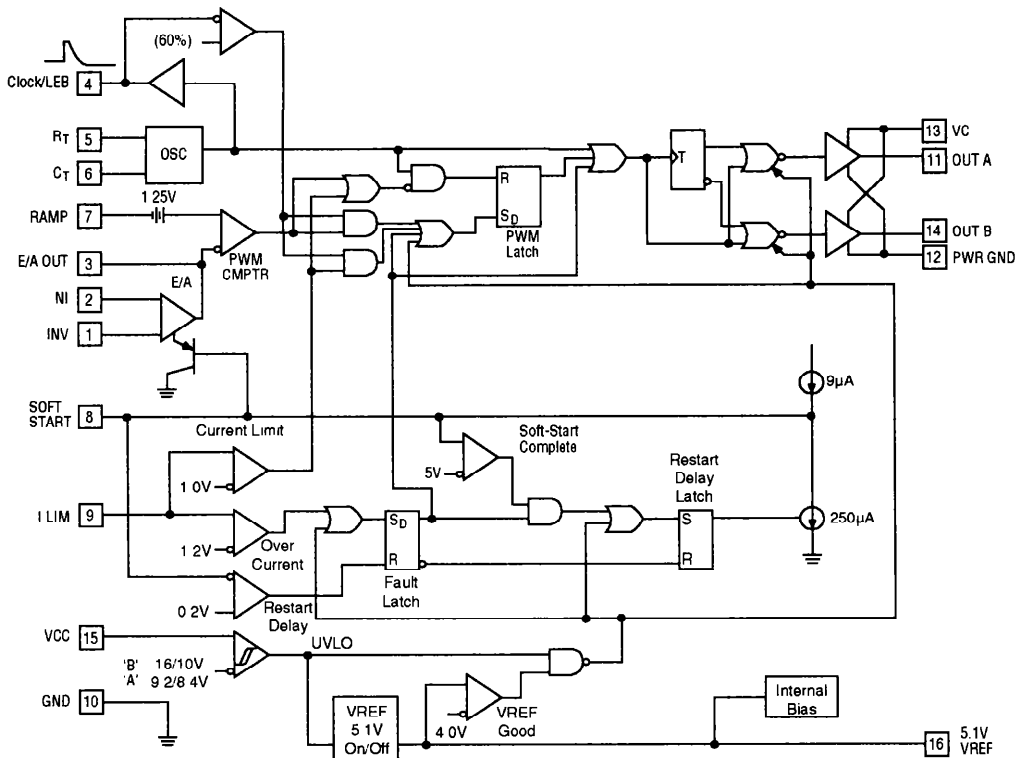 (60%)
Clock/LEB 4
RT 5
CT 6
OSC
1 25V
RAMP 7
E/A OUT 3
NI 2
INV 1
E/A
PWM
CMPTR
R
SD
PWM
Latch
T
13 VC
11 OUT A
14 OUT B
12 PWR GND
9µA
SOFT
START 8
Current Limit
Soft-Start
Complete
5V
1 0V
I LIM 9
1 2V
Over
Current
SD
R
Fault
Latch
Restart
Delay
Latch
S
R
250µA
0 2V
Restart
Delay
VCC 15
UVLO
'B' 16/10V
'A' 9 2/8 4V
GND 10
VREF
5 1V
On/Off
4 0V
VREF
Good
Internal
Bias
16 5.1V
VREF